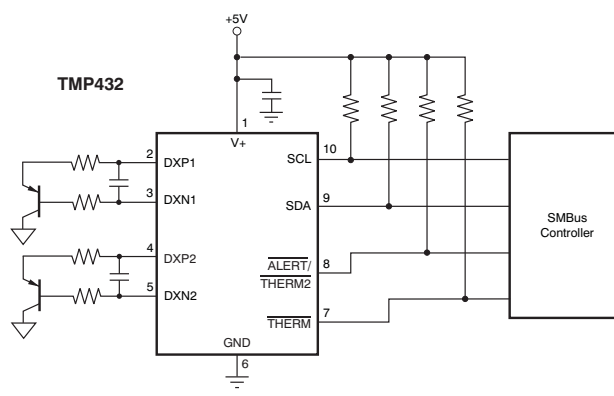 +5V
TMP432
1
V+
2 DXP1
3 DXN1
4 DXP2
5 DXN2
SCL 10
SDA 9
ALERT/ 8
THERM2
THERM 7
GND
6
SMBus
Controller